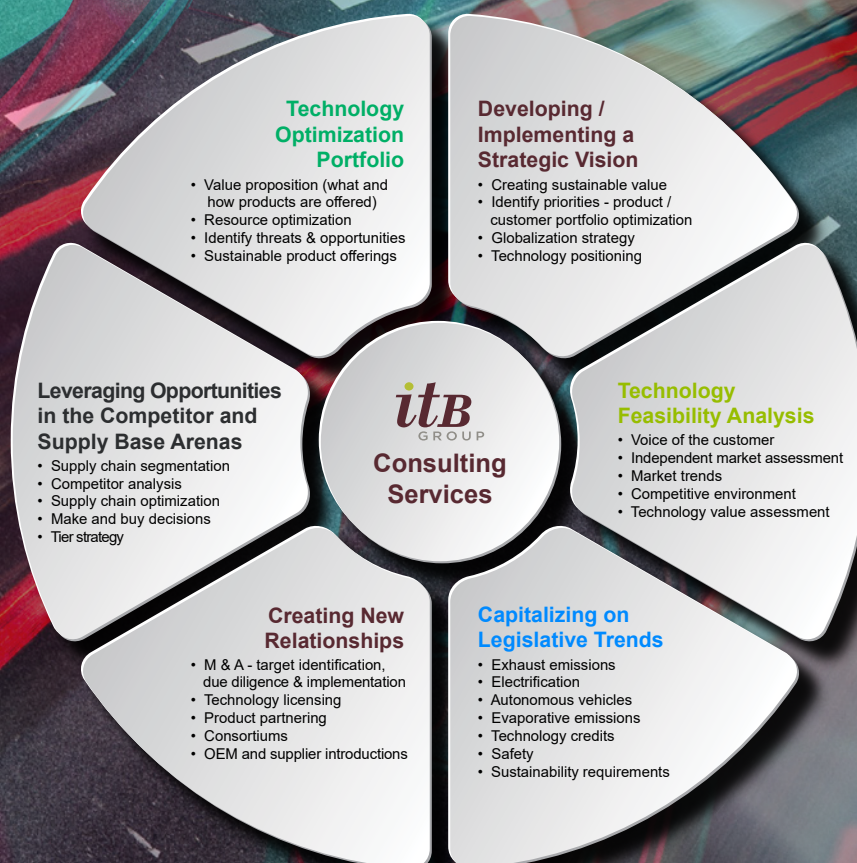 Technology
Optimization
Portfolio
• Value proposition (what and
how products are offered)
• Resource optimization
• Identify threats & opportunities
• Sustainable product offerings
Developing /
Implementing a
Strategic Vision
• Creating sustainable value
• Identify priorities - product /
customer portfolio optimization
• Globalization strategy
• Technology positioning
Leveraging Opportunities
in the Competitor and
Supply Base Arenas
• Supply chain segmentation
• Competitor analysis
• Supply chain optimization
• Make and buy decisions
• Tier strategy
itB
GROUP
Consulting
Services
Technology
Feasibility Analysis
• Voice of the customer
• Independent market assessment
• Market trends
• Competitive environment
• Technology value assessment
Creating New
Relationships
• M & A - target identification,
due diligence & implementation
• Technology licensing
• Product partnering
• Consortiums
• OEM and supplier introductions
Capitalizing on
Legislative Trends
• Exhaust emissions
• Electrification
• Autonomous vehicles
• Evaporative emissions
• Technology credits
• Safety
• Sustainability requirements